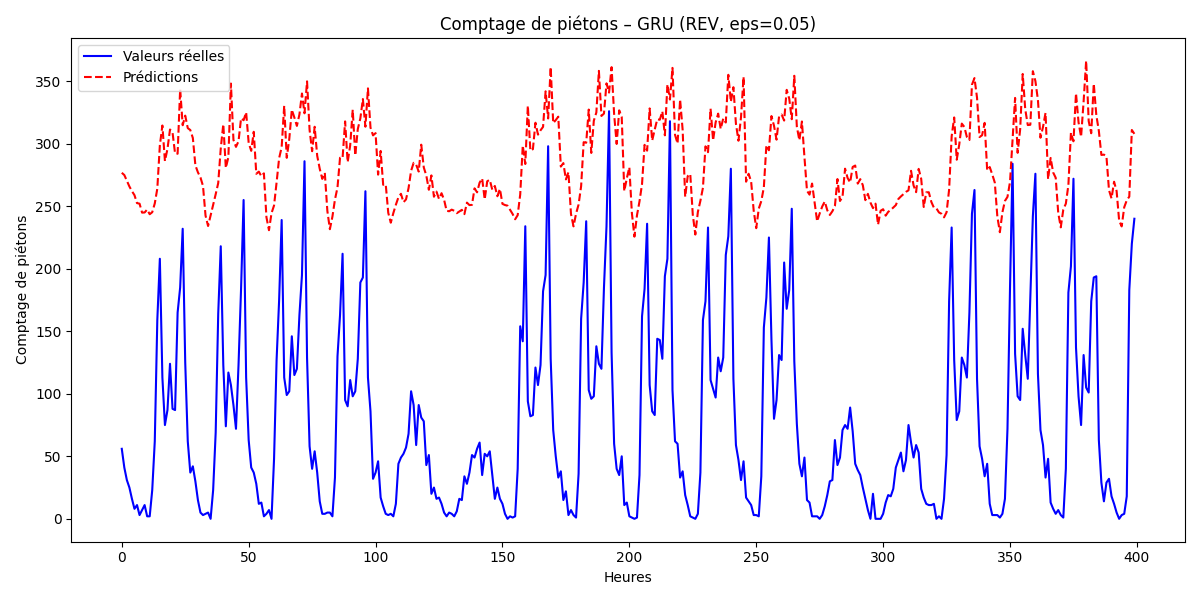 Comptage de piétons – GRU (REV, eps=0.05)
Valeurs réelles
Prédictions
Comptage de piétons
350
300
250
200
150
100
50
0
0 50 100 150 200 250 300 350 400
Heures